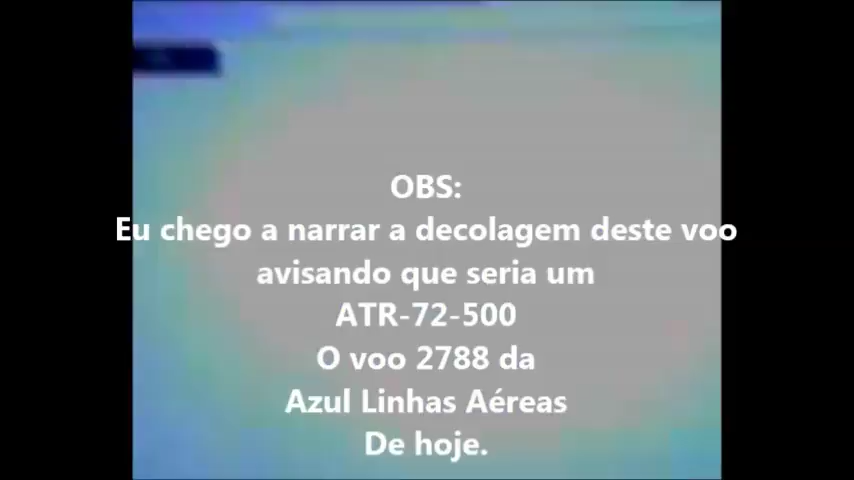 OBS:
Eu chego a narrar a decolagem deste voo
avisando que seria um
ATR-72-500
O voo 2788 da
Azul Linhas Aéreas
De hoje.